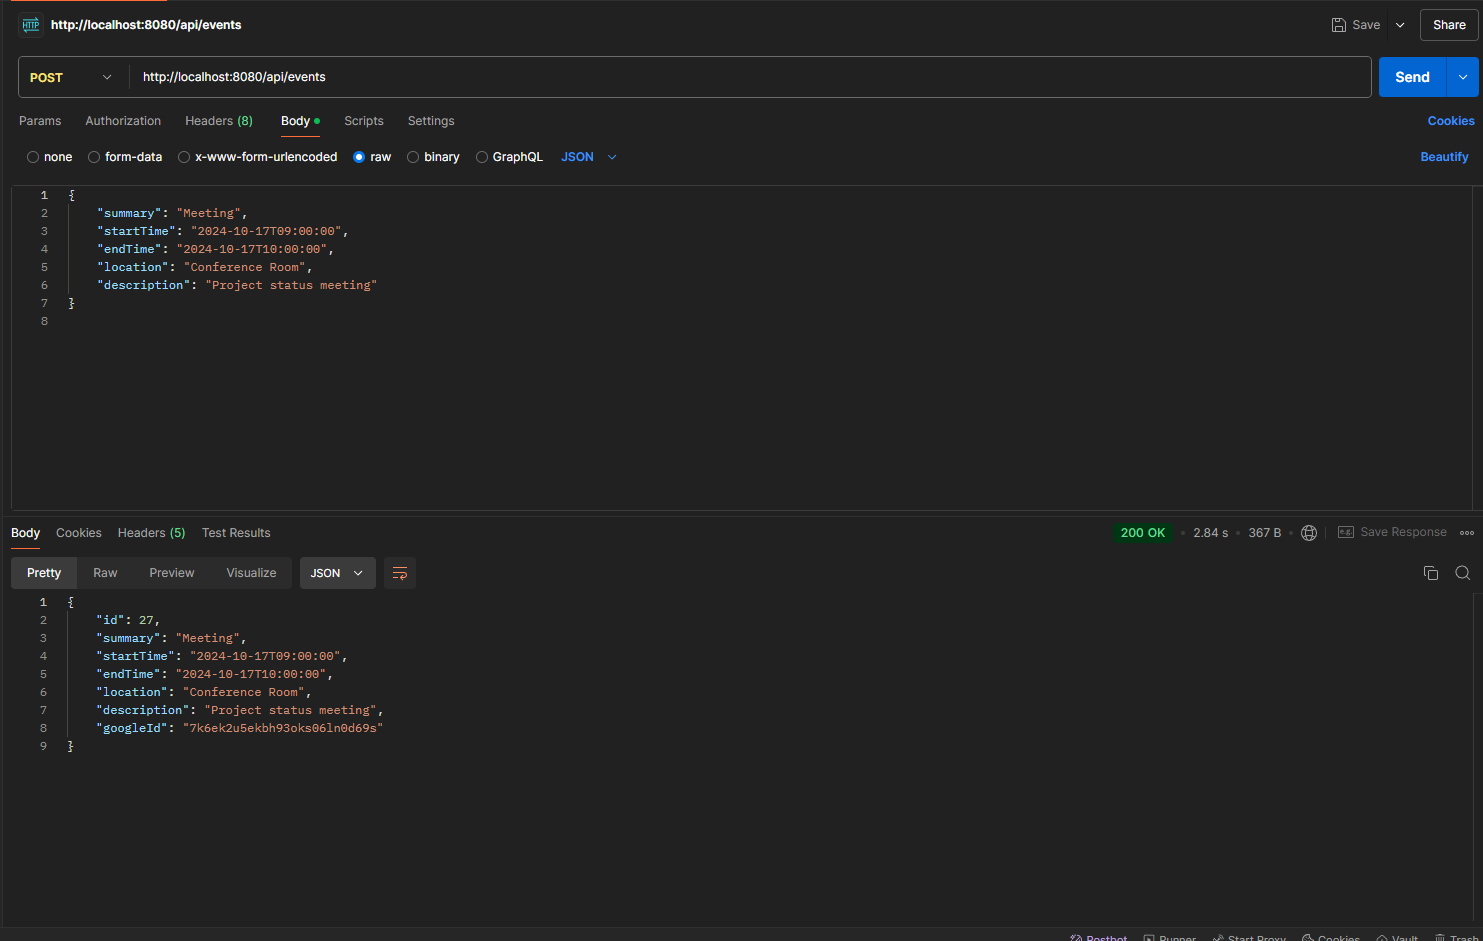 HTTP http://localhost:8080/api/events Save Share
POST http://localhost:8080/api/events Send
Params Authorization Headers (8) Body Scripts Settings Cookies
none form-data x-www-form-urlencoded raw binary GraphQL JSON Beautify
1 {
2 "summary": "Meeting",
3 "startTime": "2024-10-17T09:00:00",
4 "endTime": "2024-10-17T10:00:00",
5 "location": "Conference Room",
6 "description": "Project status meeting"
7 }
8
Body Cookies Headers (5) Test Results 200 OK 2.84 s 367 B e.g. Save Response
Pretty Raw Preview Visualize JSON
1 {
2 "id": 27,
3 "summary": "Meeting",
4 "startTime": "2024-10-17T09:00:00",
5 "endTime": "2024-10-17T10:00:00",
6 "location": "Conference Room",
7 "description": "Project status meeting",
8 "googleId": "7k6ek2u5ekbh93oks06ln0d69s"
9 }
Postbot Runner Start Proxy Cookies Vault Trash